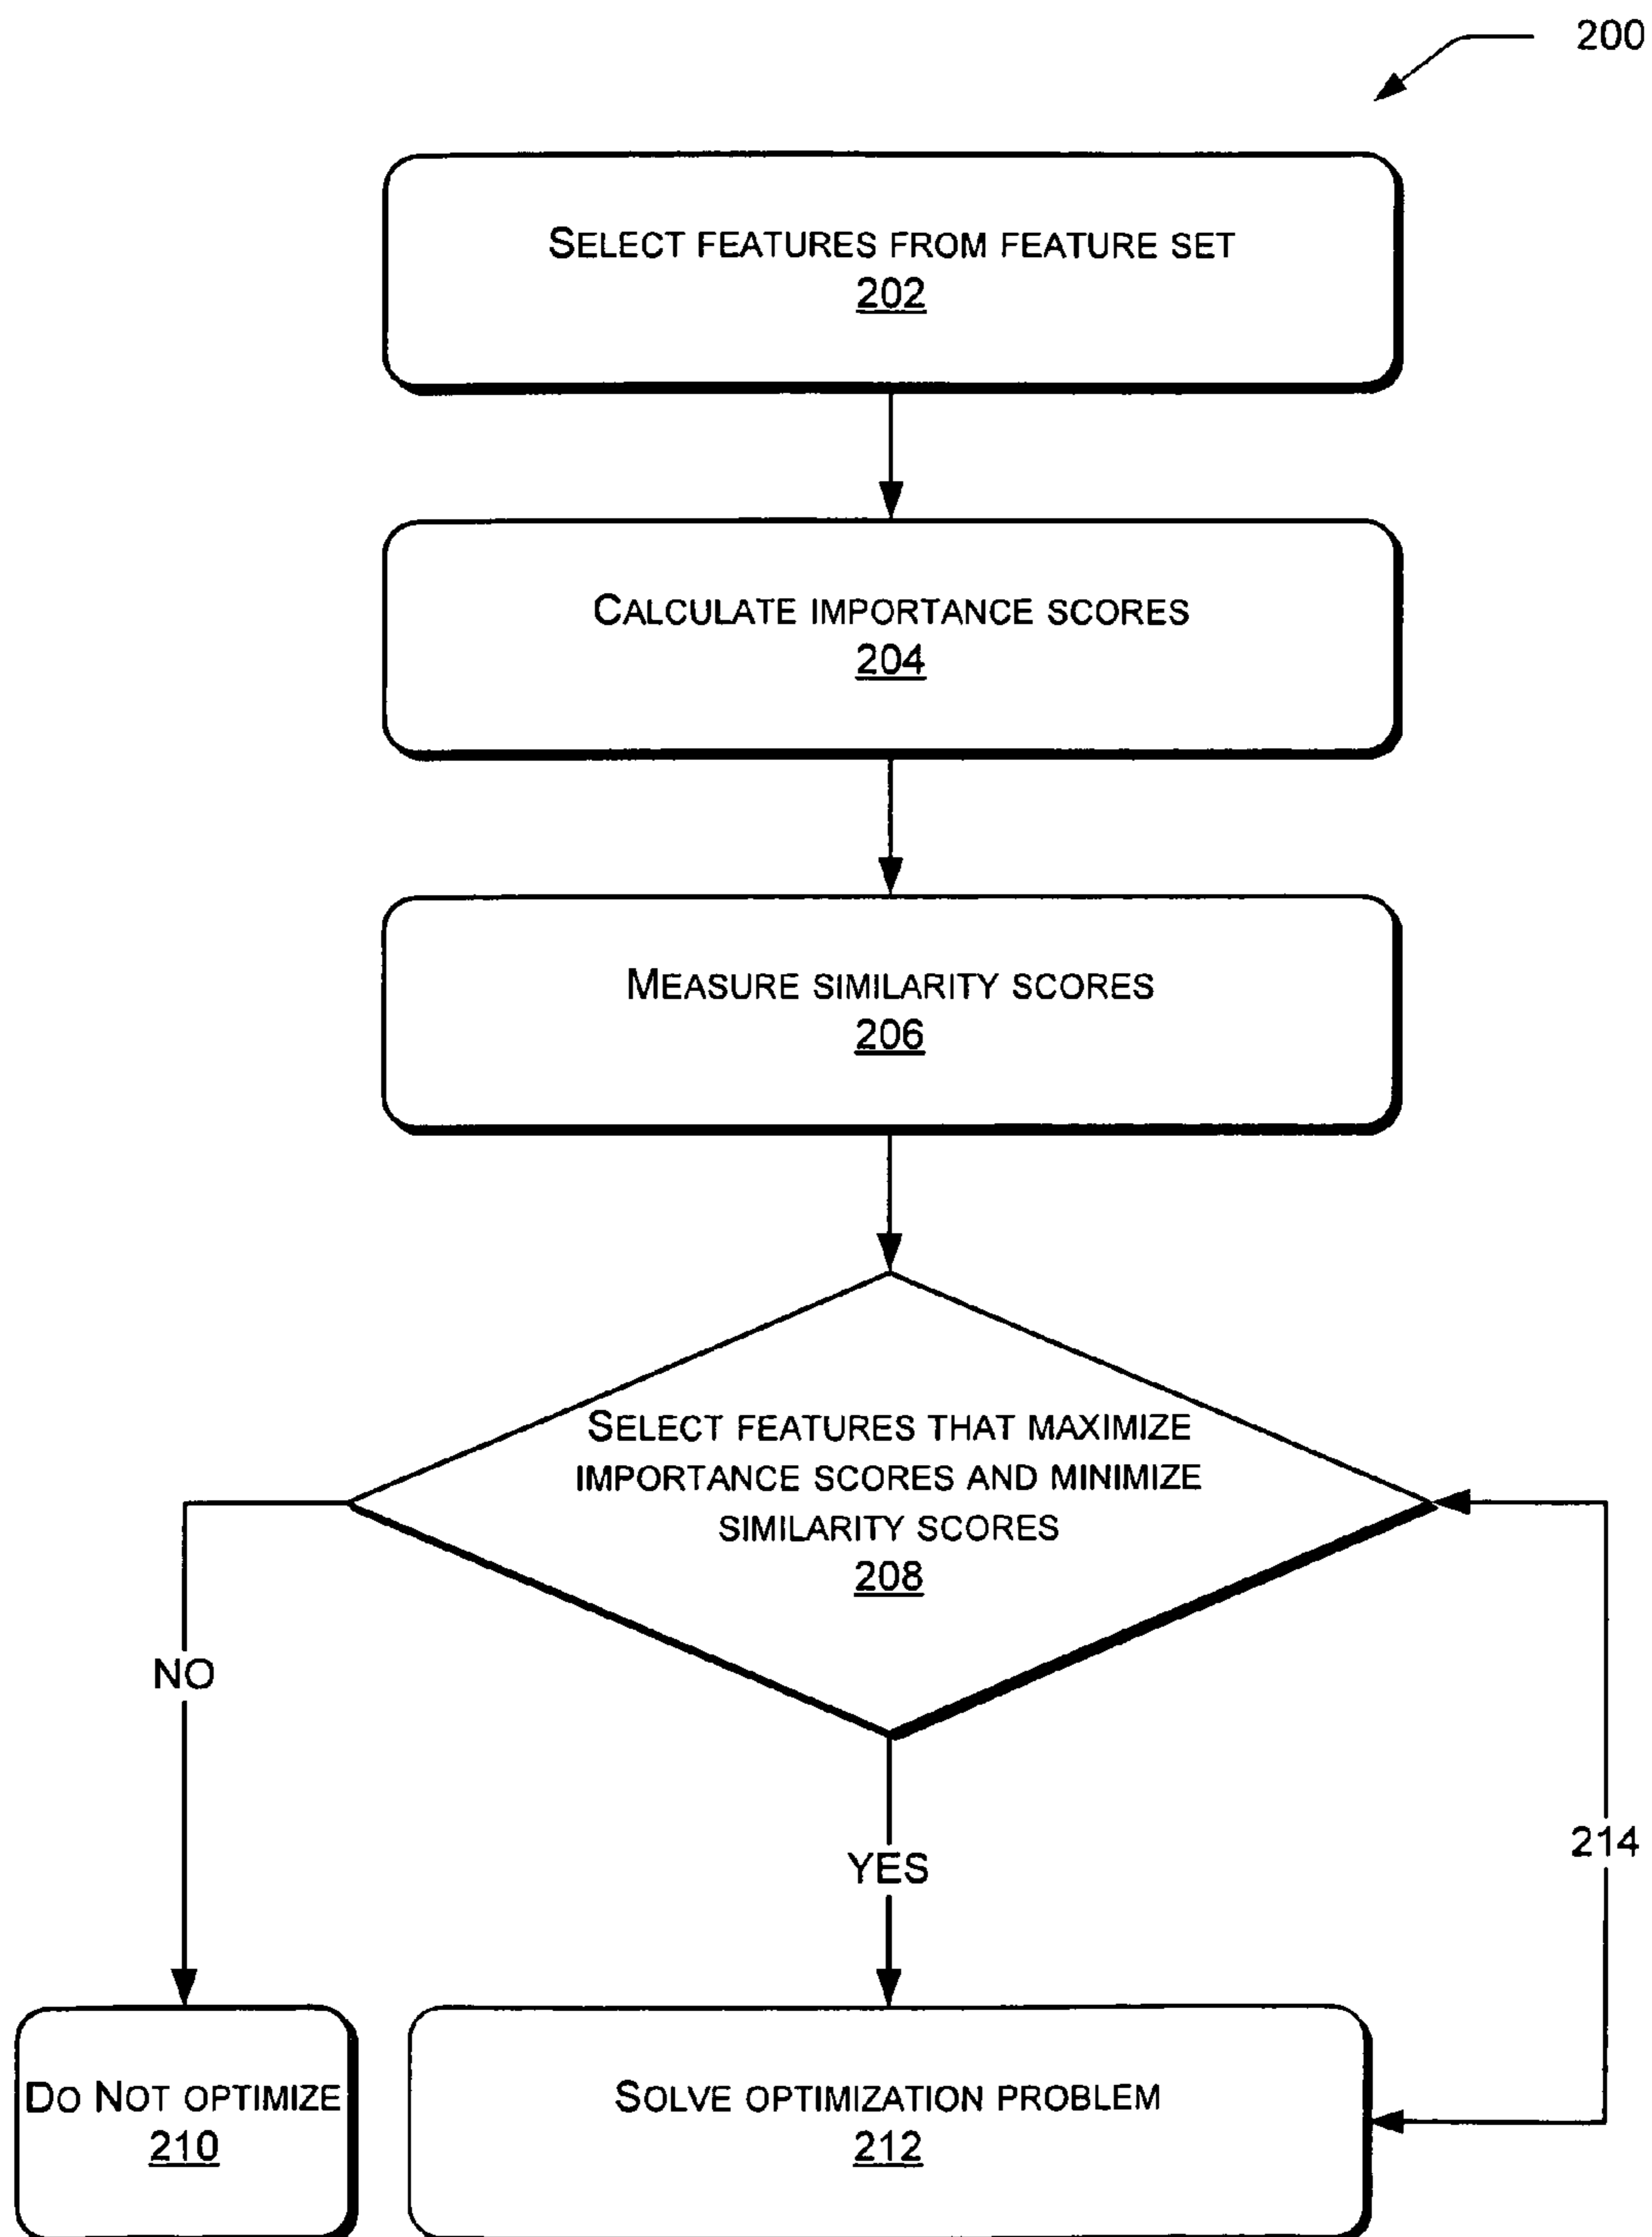 200
SELECT FEATURES FROM FEATURE SET
202
CALCULATE IMPORTANCE SCORES
204
MEASURE SIMILARITY SCORES
206
SELECT FEATURES THAT MAXIMIZE
IMPORTANCE SCORES AND MINIMIZE
SIMILARITY SCORES
208
NO
YES
214
DO NOT OPTIMIZE
210
SOLVE OPTIMIZATION PROBLEM
212